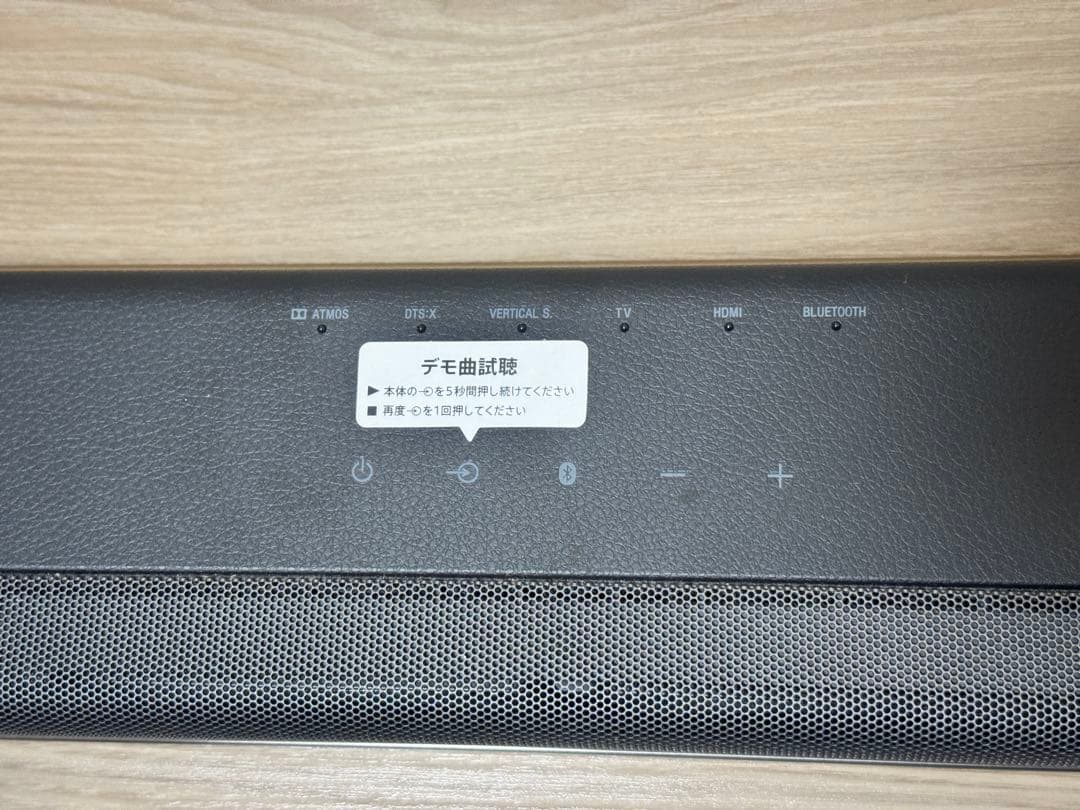 ATMOS DTS:X VERTICAL S. TV HDMI BLUETOOTH
デモ曲試聴
▶ 本体のを5秒間押し続けてください
■ 再度を1回押してください